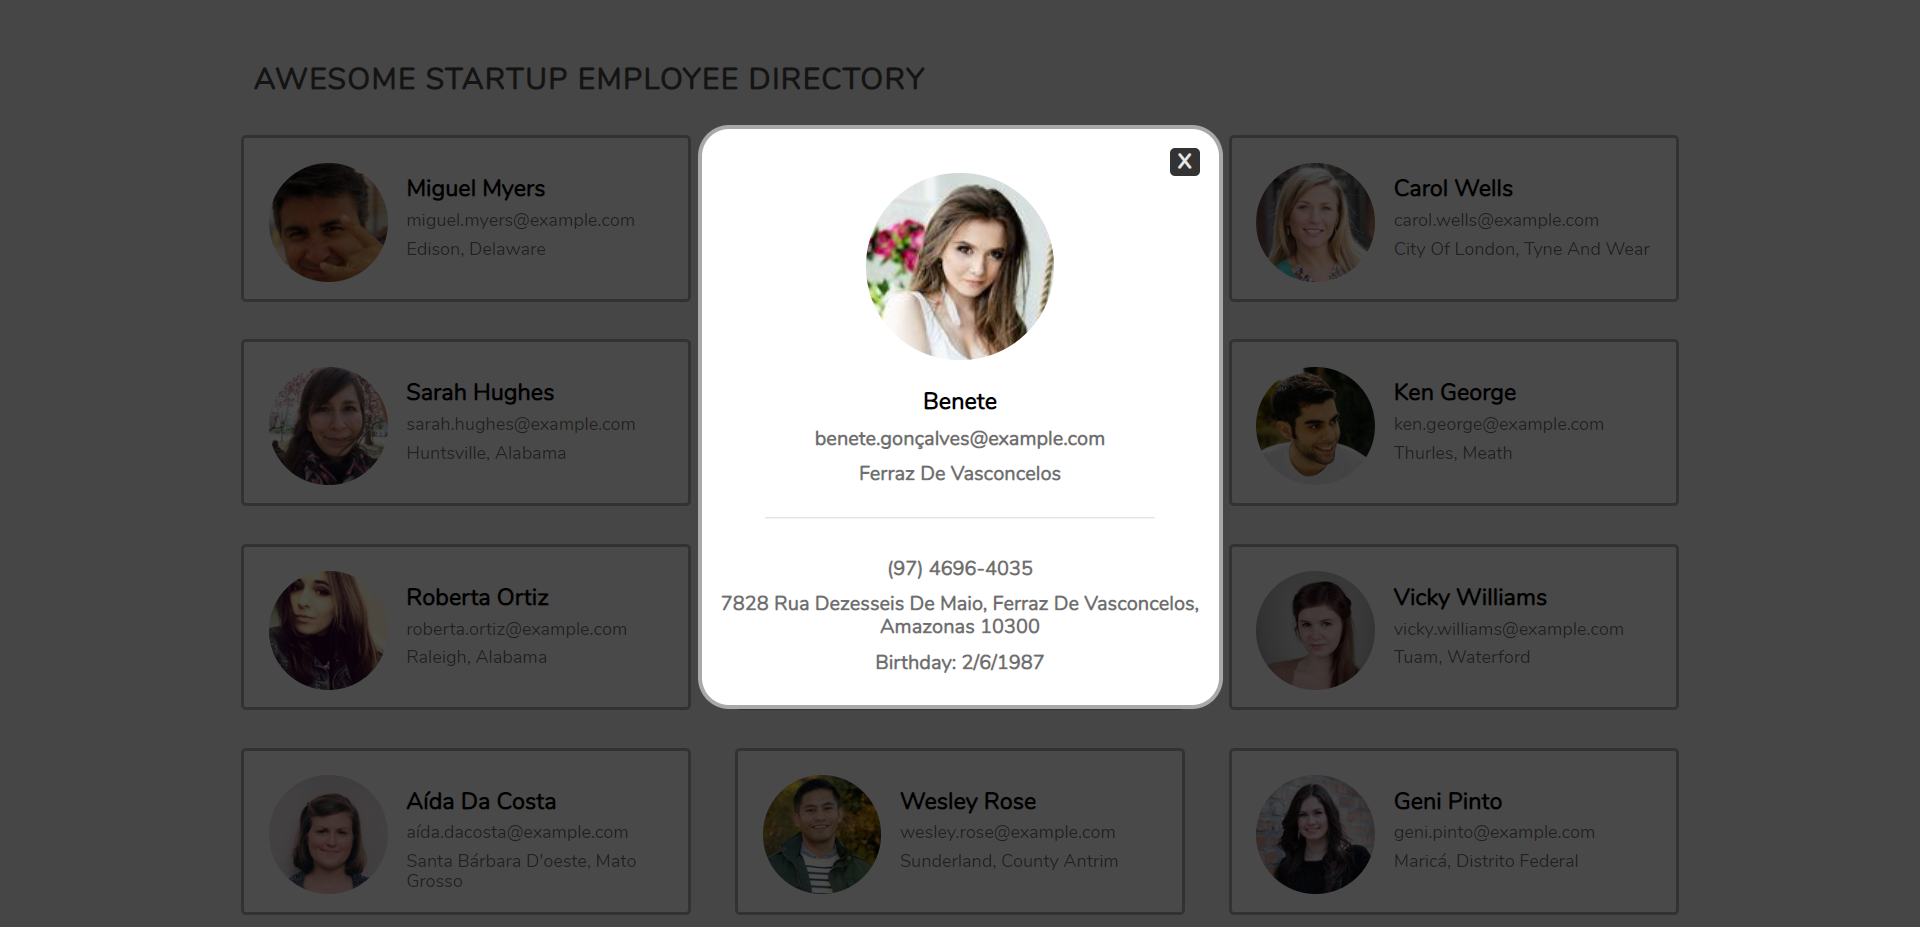 AWESOME STARTUP EMPLOYEE DIRECTORY
Miguel Myers
miguel.myers@example.com
Edison, Delaware
X
Benete
benete.gonçalves@example.com
Ferraz De Vasconcelos
(97) 4696-4035
7828 Rua Dezesseis De Maio, Ferraz De Vasconcelos,
Amazonas 10300
Birthday: 2/6/1987
Carol Wells
carol.wells@example.com
City Of London, Tyne And Wear
Sarah Hughes
sarah.hughes@example.com
Huntsville, Alabama
Ken George
ken.george@example.com
Thurles, Meath
Roberta Ortiz
roberta.ortiz@example.com
Raleigh, Alabama
Vicky Williams
vicky.williams@example.com
Tuam, Waterford
Aída Da Costa
aída.dacosta@example.com
Santa Bárbara D'oeste, Mato
Grosso
Wesley Rose
wesley.rose@example.com
Sunderland, County Antrim
Geni Pinto
geni.pinto@example.com
Maricá, Distrito Federal